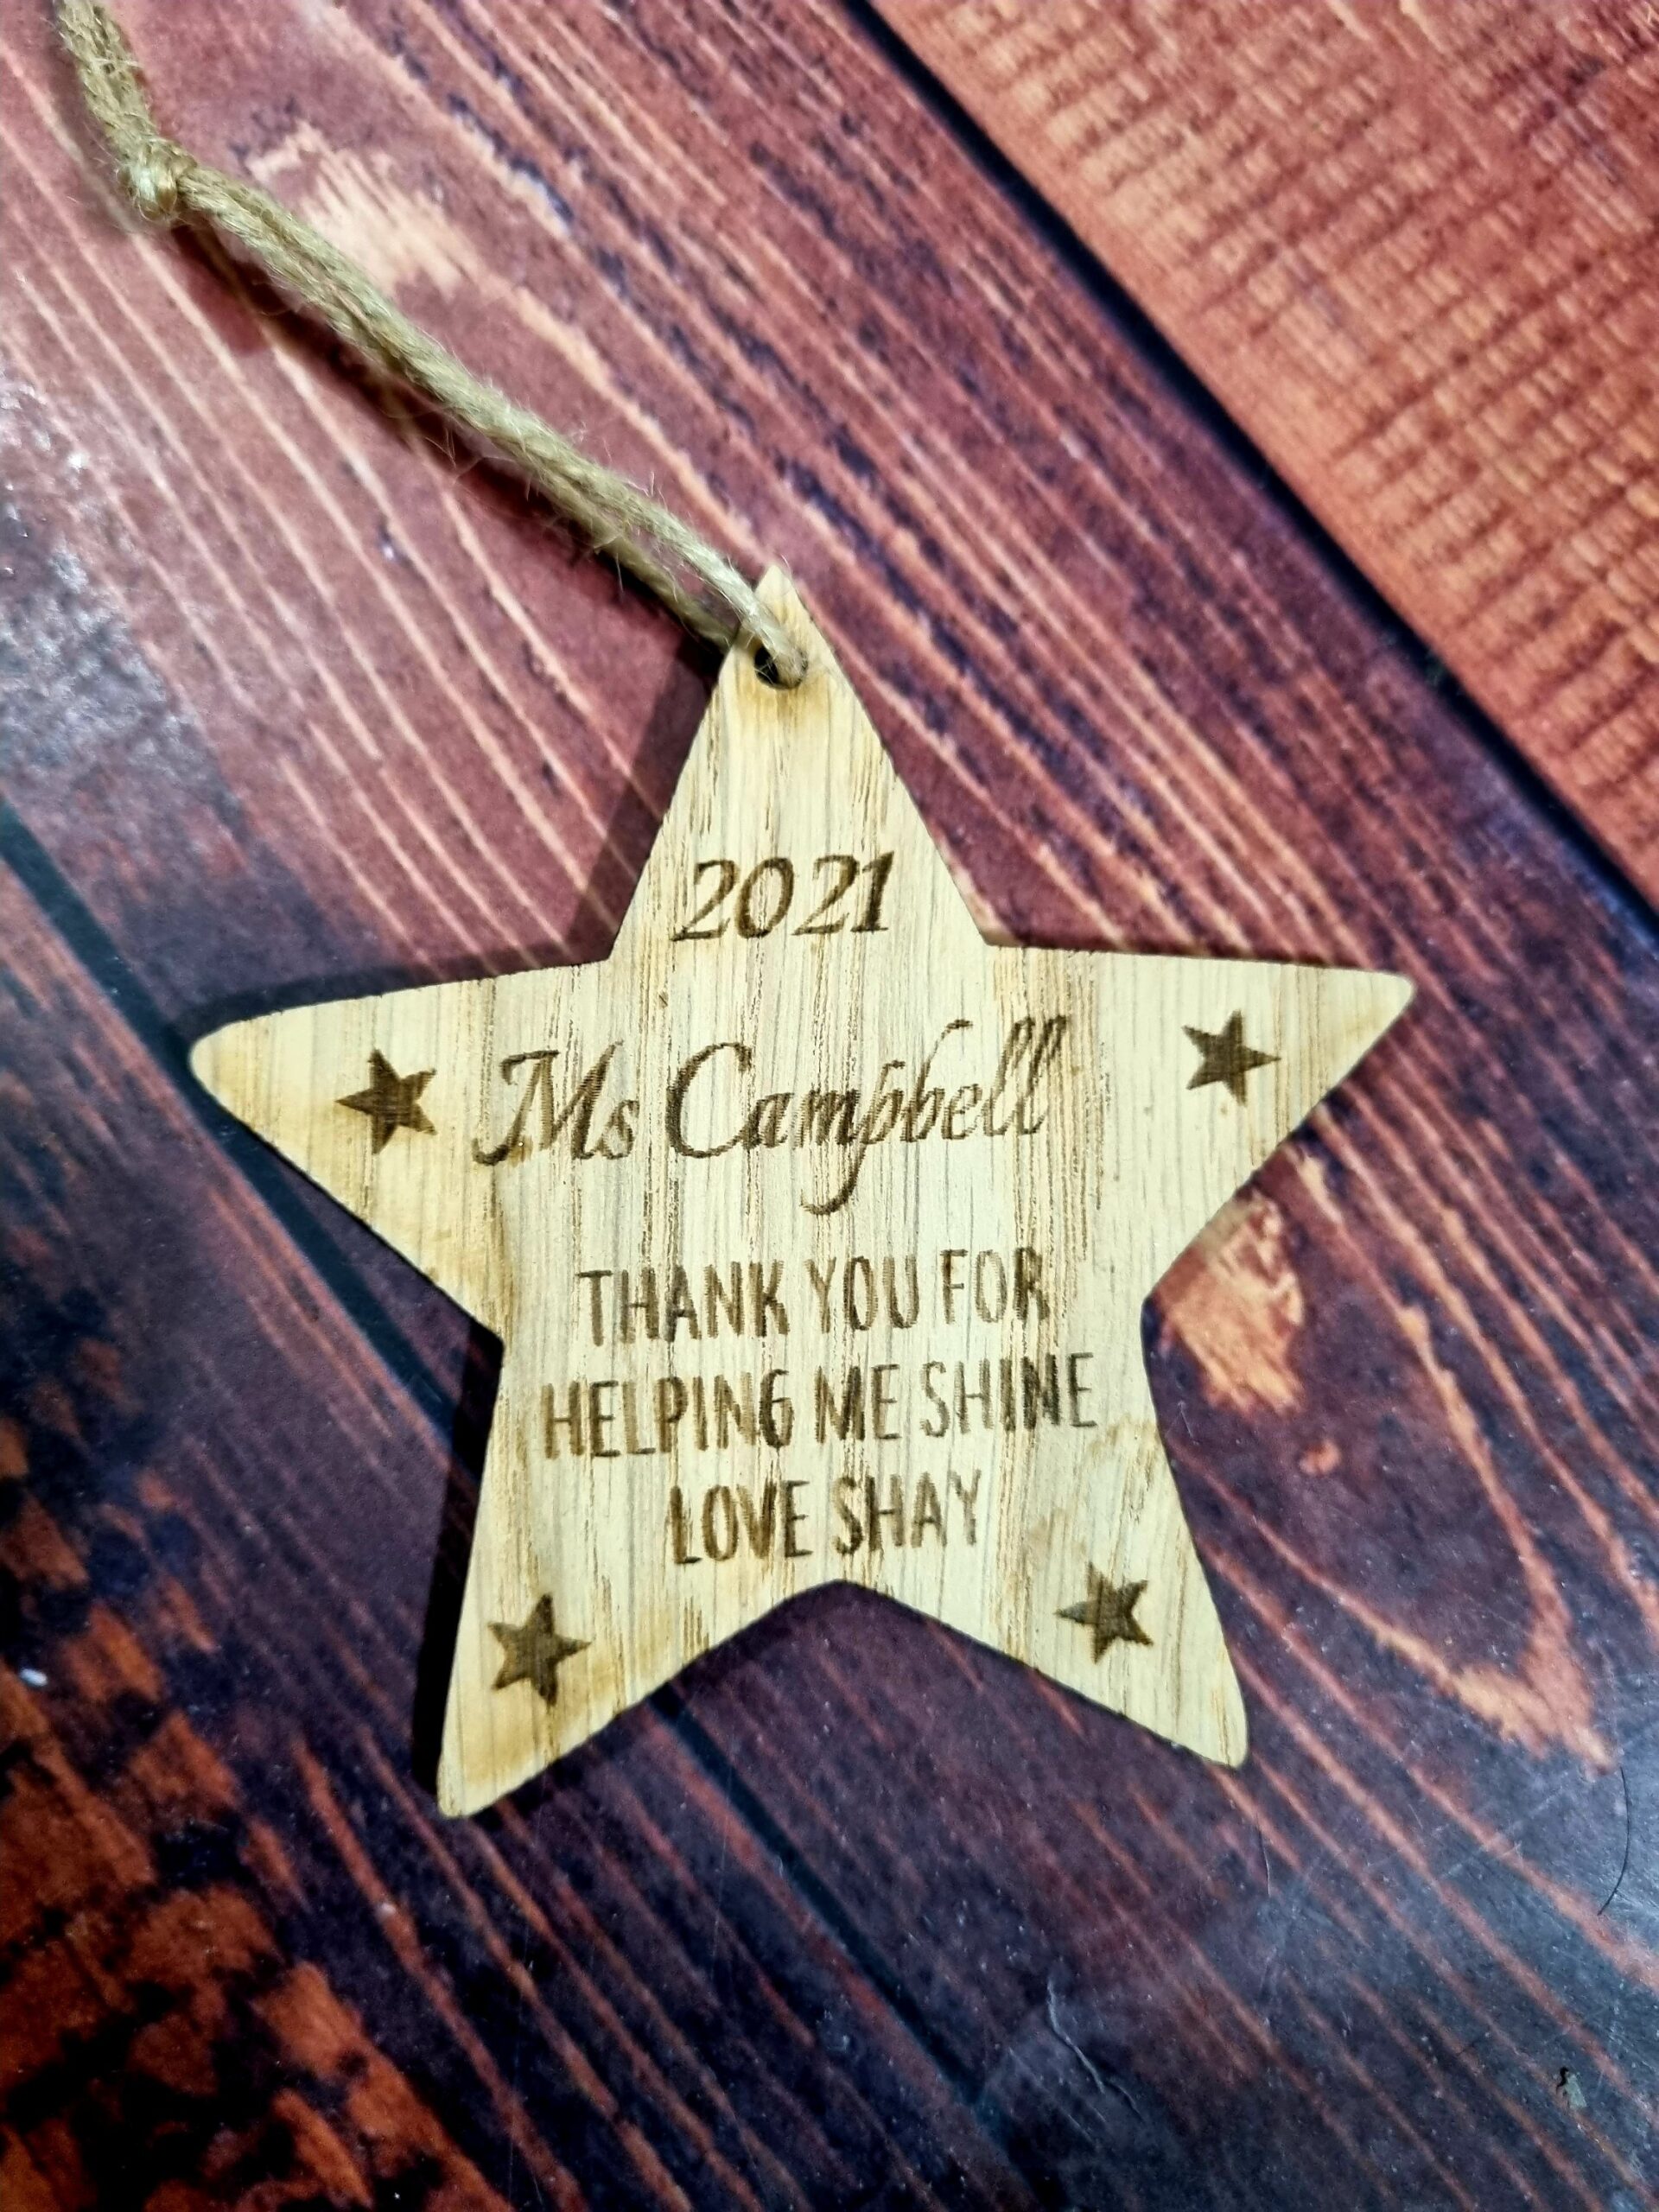 2021
Ms Campbell
THANK YOU FOR
HELPING ME SHINE
LOVE SHAY